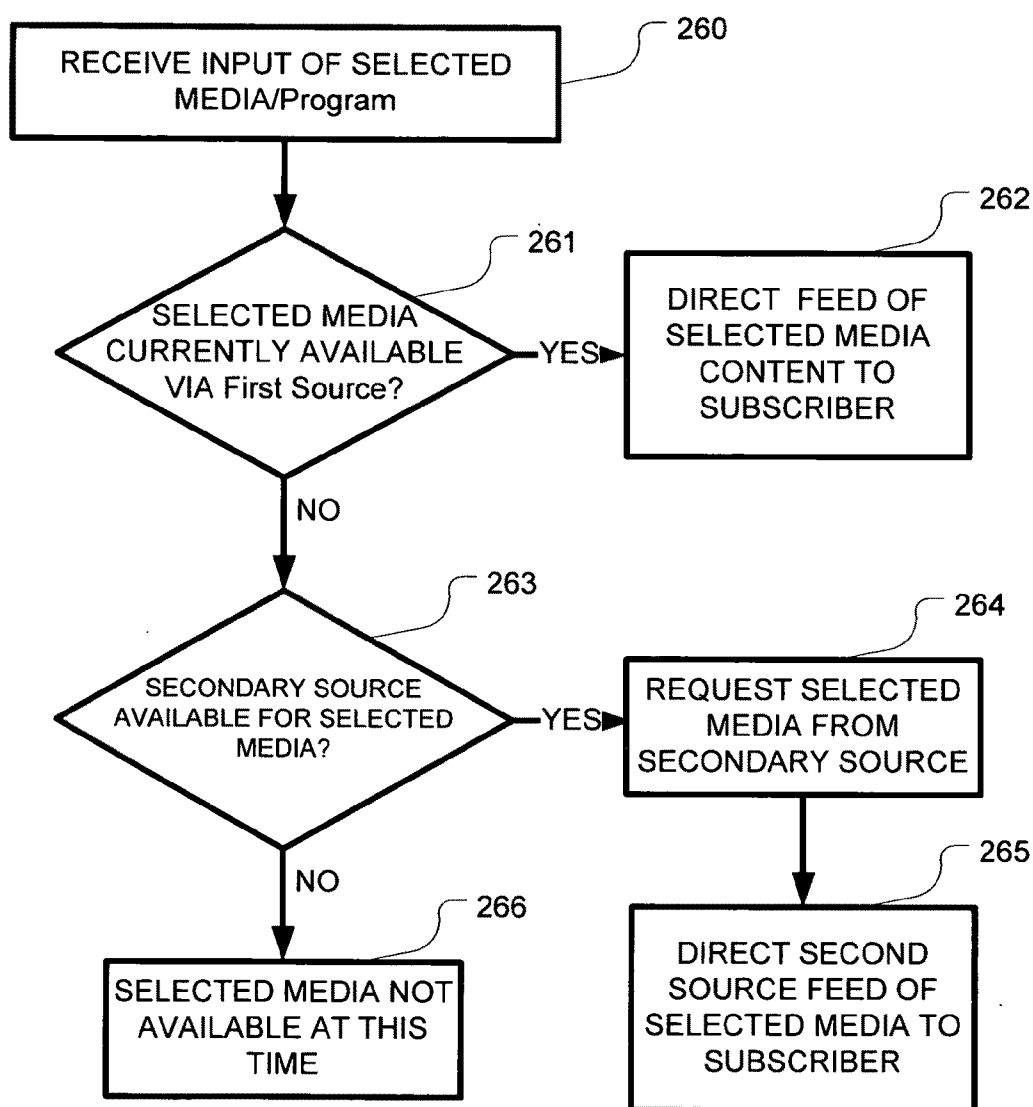 260
RECEIVE INPUT OF SELECTED
MEDIA/Program
261
SELECTED MEDIA
CURRENTLY AVAILABLE
VIA First Source?
YES
262
DIRECT FEED OF
SELECTED MEDIA
CONTENT TO
SUBSCRIBER
NO
263
SECONDARY SOURCE
AVAILABLE FOR SELECTED
MEDIA?
YES
264
REQUEST SELECTED
MEDIA FROM
SECONDARY SOURCE
265
DIRECT SECOND
SOURCE FEED OF
SELECTED MEDIA TO
SUBSCRIBER
NO
266
SELECTED MEDIA NOT
AVAILABLE AT THIS
TIME